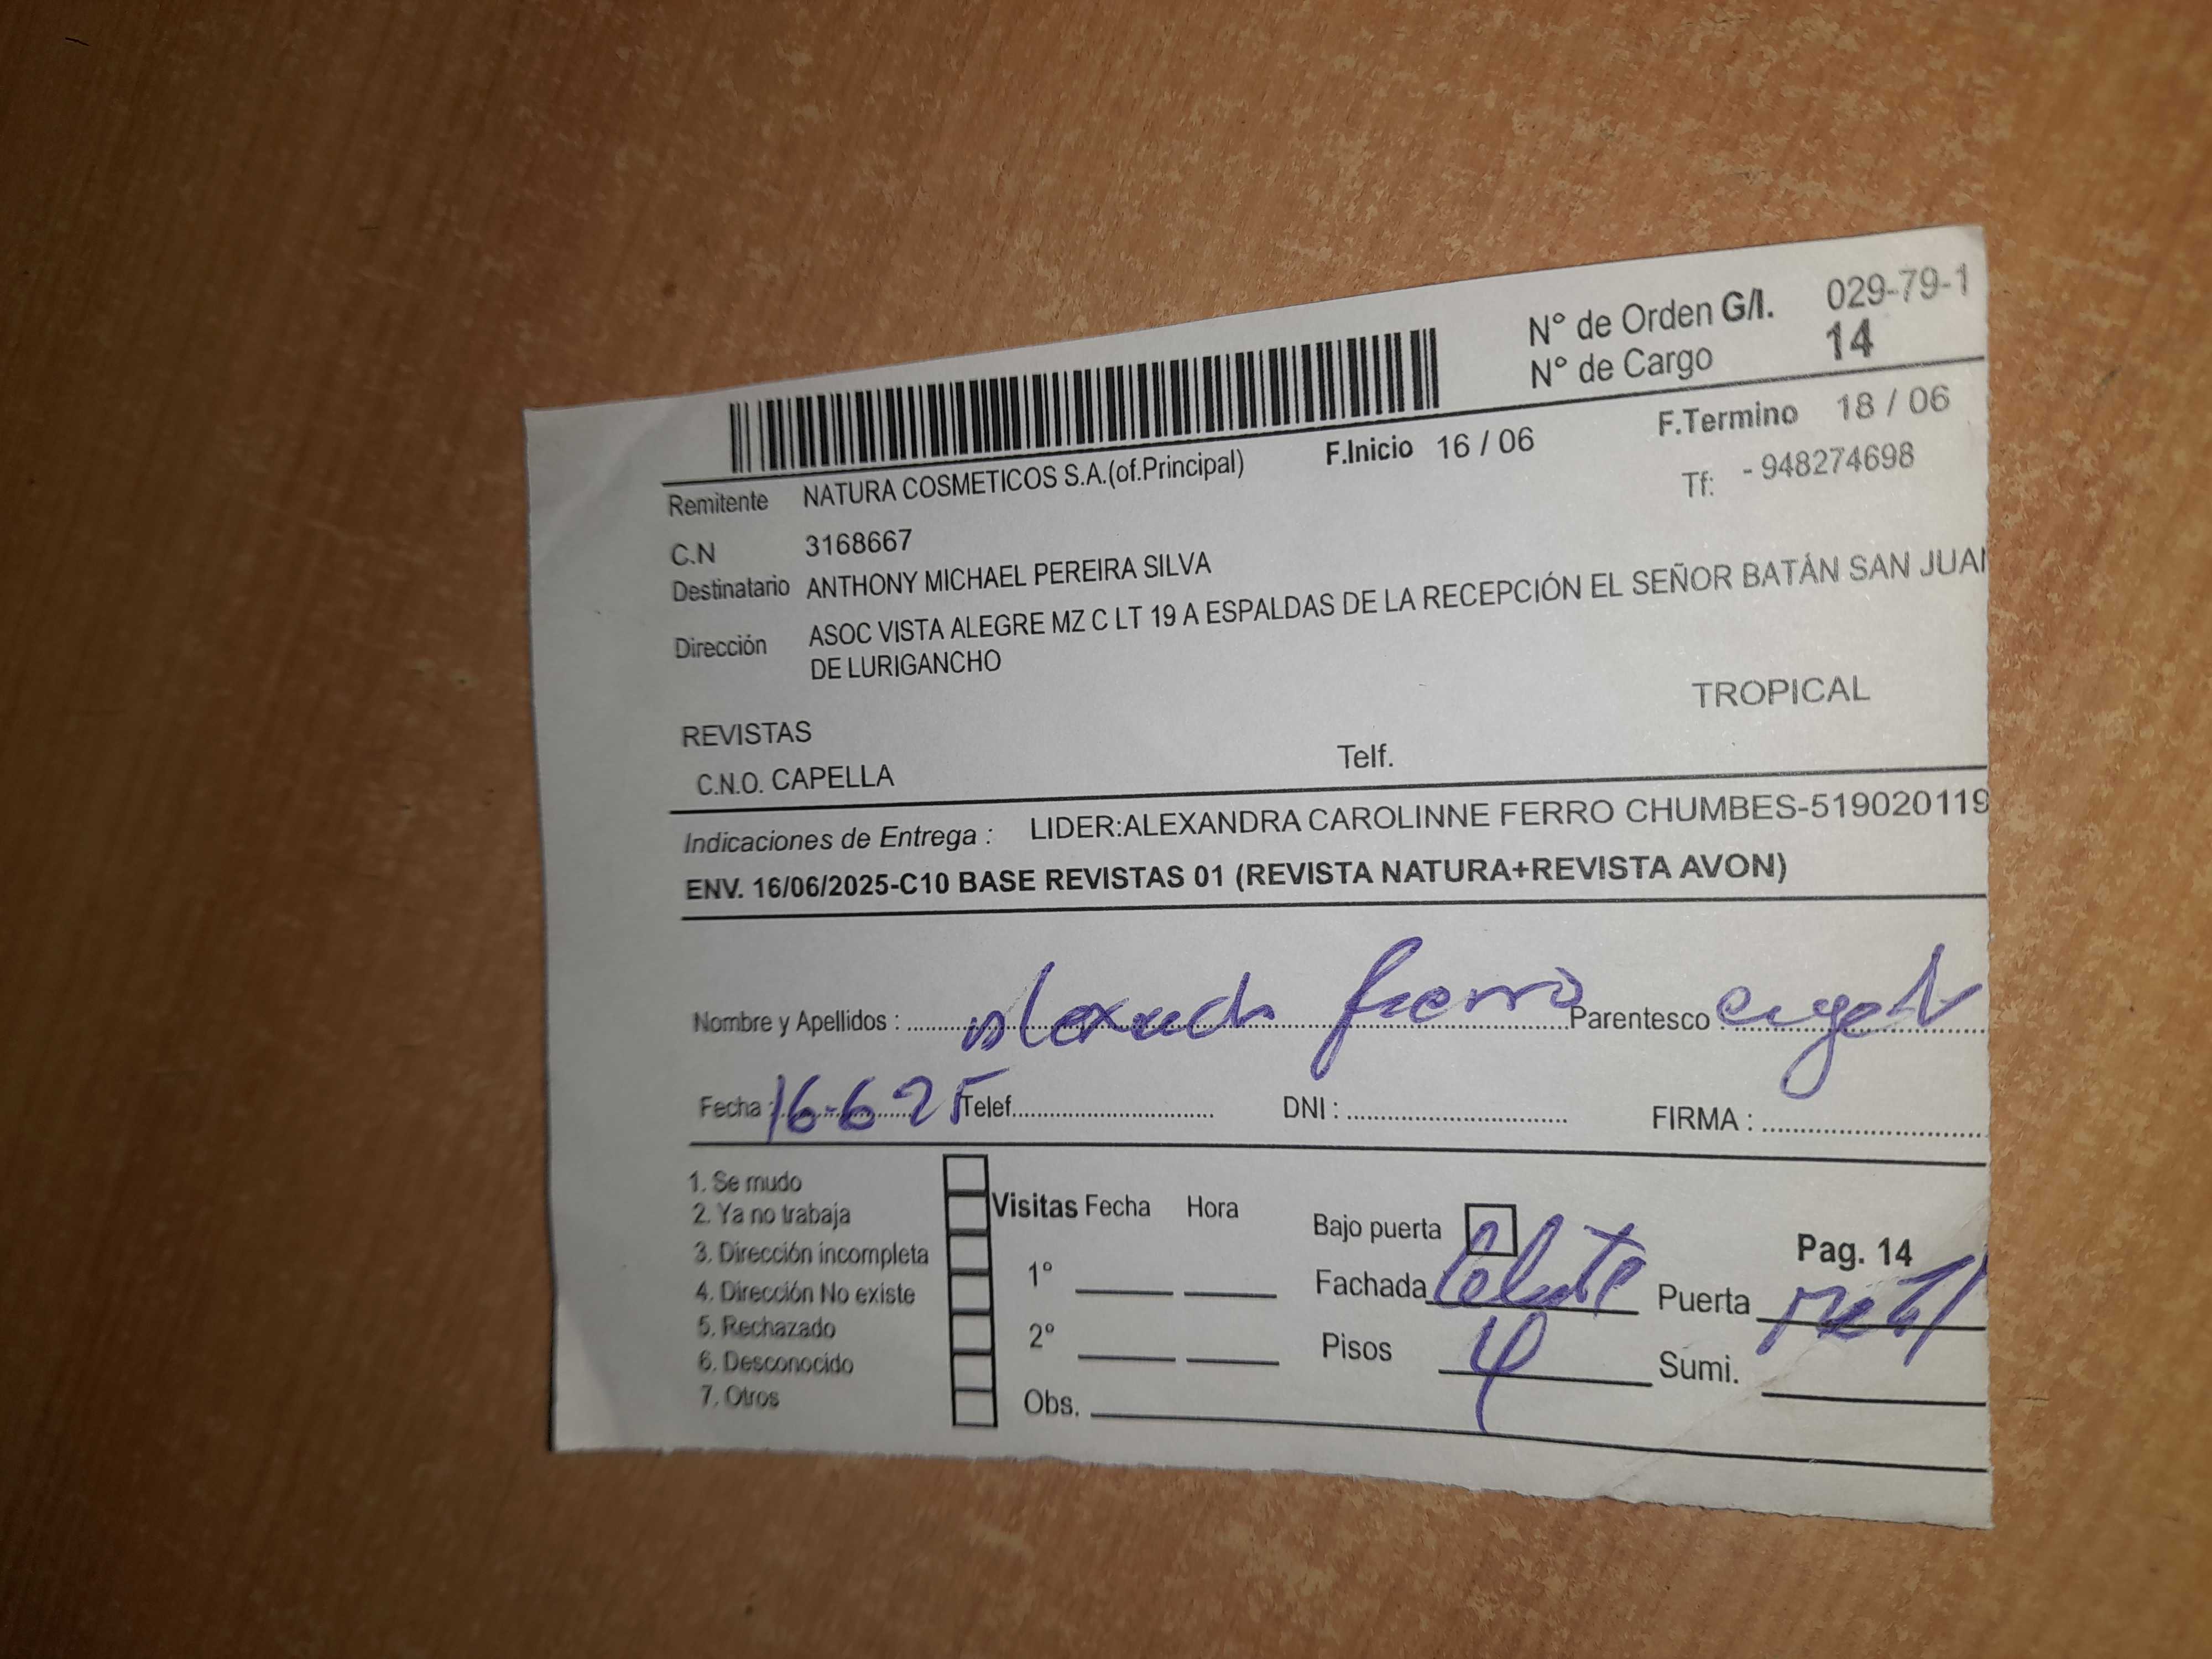 N° de Orden G/I. 029-79-1
N° de Cargo 14
F.Inicio 16 / 06 F.Termino 18 / 06
Remitente NATURA COSMETICOS S.A.(of.Principal) Tf: - 948274698
C.N 3168667
Destinatario ANTHONY MICHAEL PEREIRA SILVA
Dirección ASOC VISTA ALEGRE MZ C LT 19 A ESPALDAS DE LA RECEPCIÓN EL SEÑOR BATÁN SAN JUAN
DE LURIGANCHO
TROPICAL
REVISTAS
C.N.O. CAPELLA Telf.
Indicaciones de Entrega : LIDER:ALEXANDRA CAROLINNE FERRO CHUMBES-519020119
ENV. 16/06/2025-C10 BASE REVISTAS 01 (REVISTA NATURA+REVISTA AVON)
Nombre y Apellidos : ferro Parentesco :
Fecha : 16-6-25 Telef. DNI : FIRMA :
1. Se mudo
2. Ya no trabaja
3. Dirección incompleta
4. Dirección No existe
5. Rechazado
6. Desconocido
7. Otros
Visitas Fecha Hora
1°
2°
Obs.
Bajo puerta Pag. 14
Fachada Celeste Puerta metal
Pisos 4 Sumi.